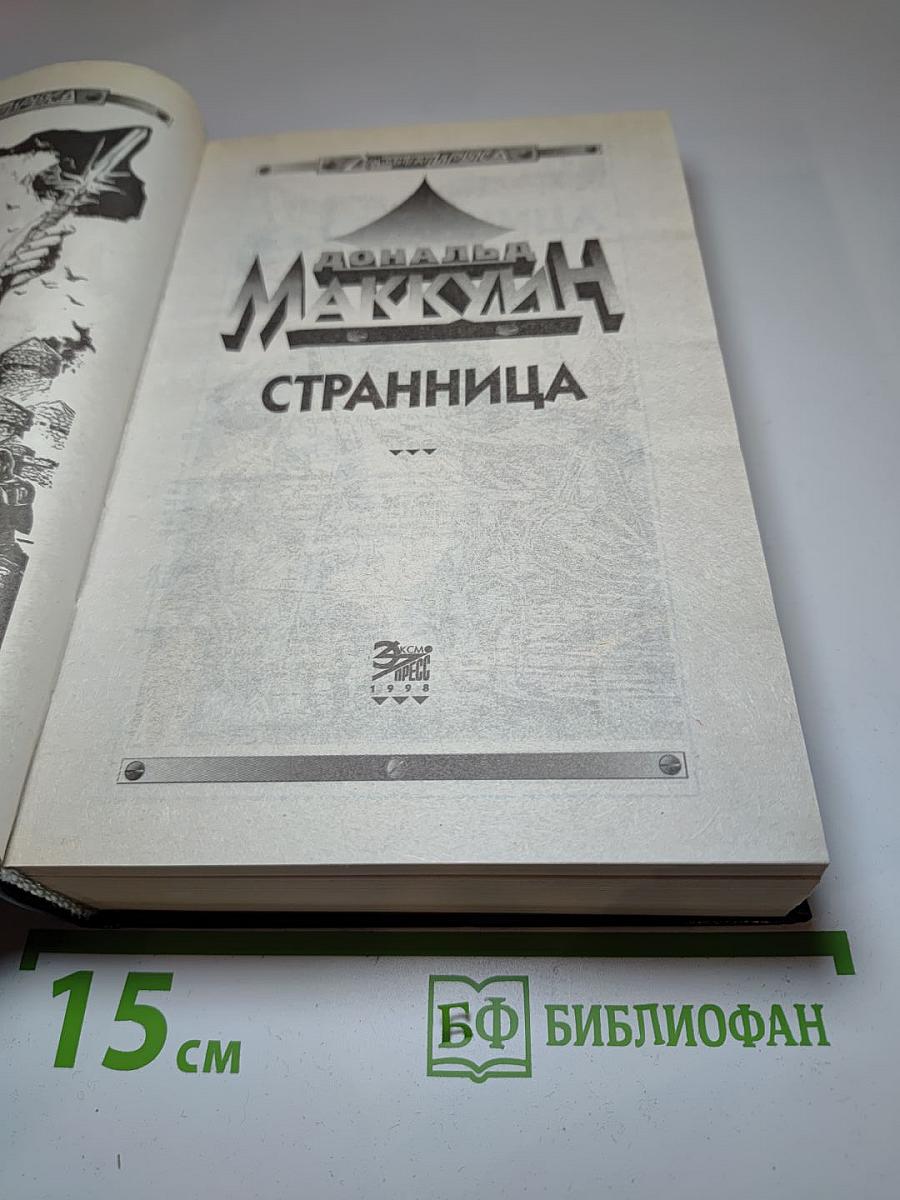 ДОНАЛЬД
МАККУИН
СТРАННИЦА
ЭКСМО
ПРЕСС
1998
15 см
БФ БИБЛИОФАН